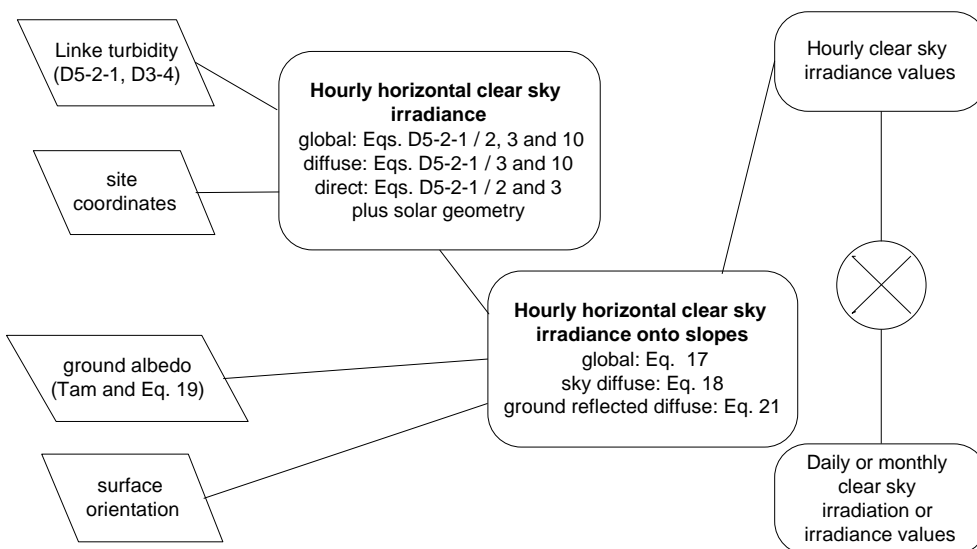 Linke turbidity
(D5-2-1, D3-4)
Hourly horizontal clear sky
irradiance
global: Eqs. D5-2-1 / 2, 3 and 10
diffuse: Eqs. D5-2-1 / 3 and 10
direct: Eqs. D5-2-1 / 2 and 3
plus solar geometry
Hourly clear sky
irradiance values
site
coordinates
Hourly horizontal clear sky
irradiance onto slopes
global: Eq. 17
sky diffuse: Eq. 18
ground reflected diffuse: Eq. 21
ground albedo
(Tam and Eq. 19)
surface
orientation
Daily or monthly
clear sky
irradiation or
irradiance values